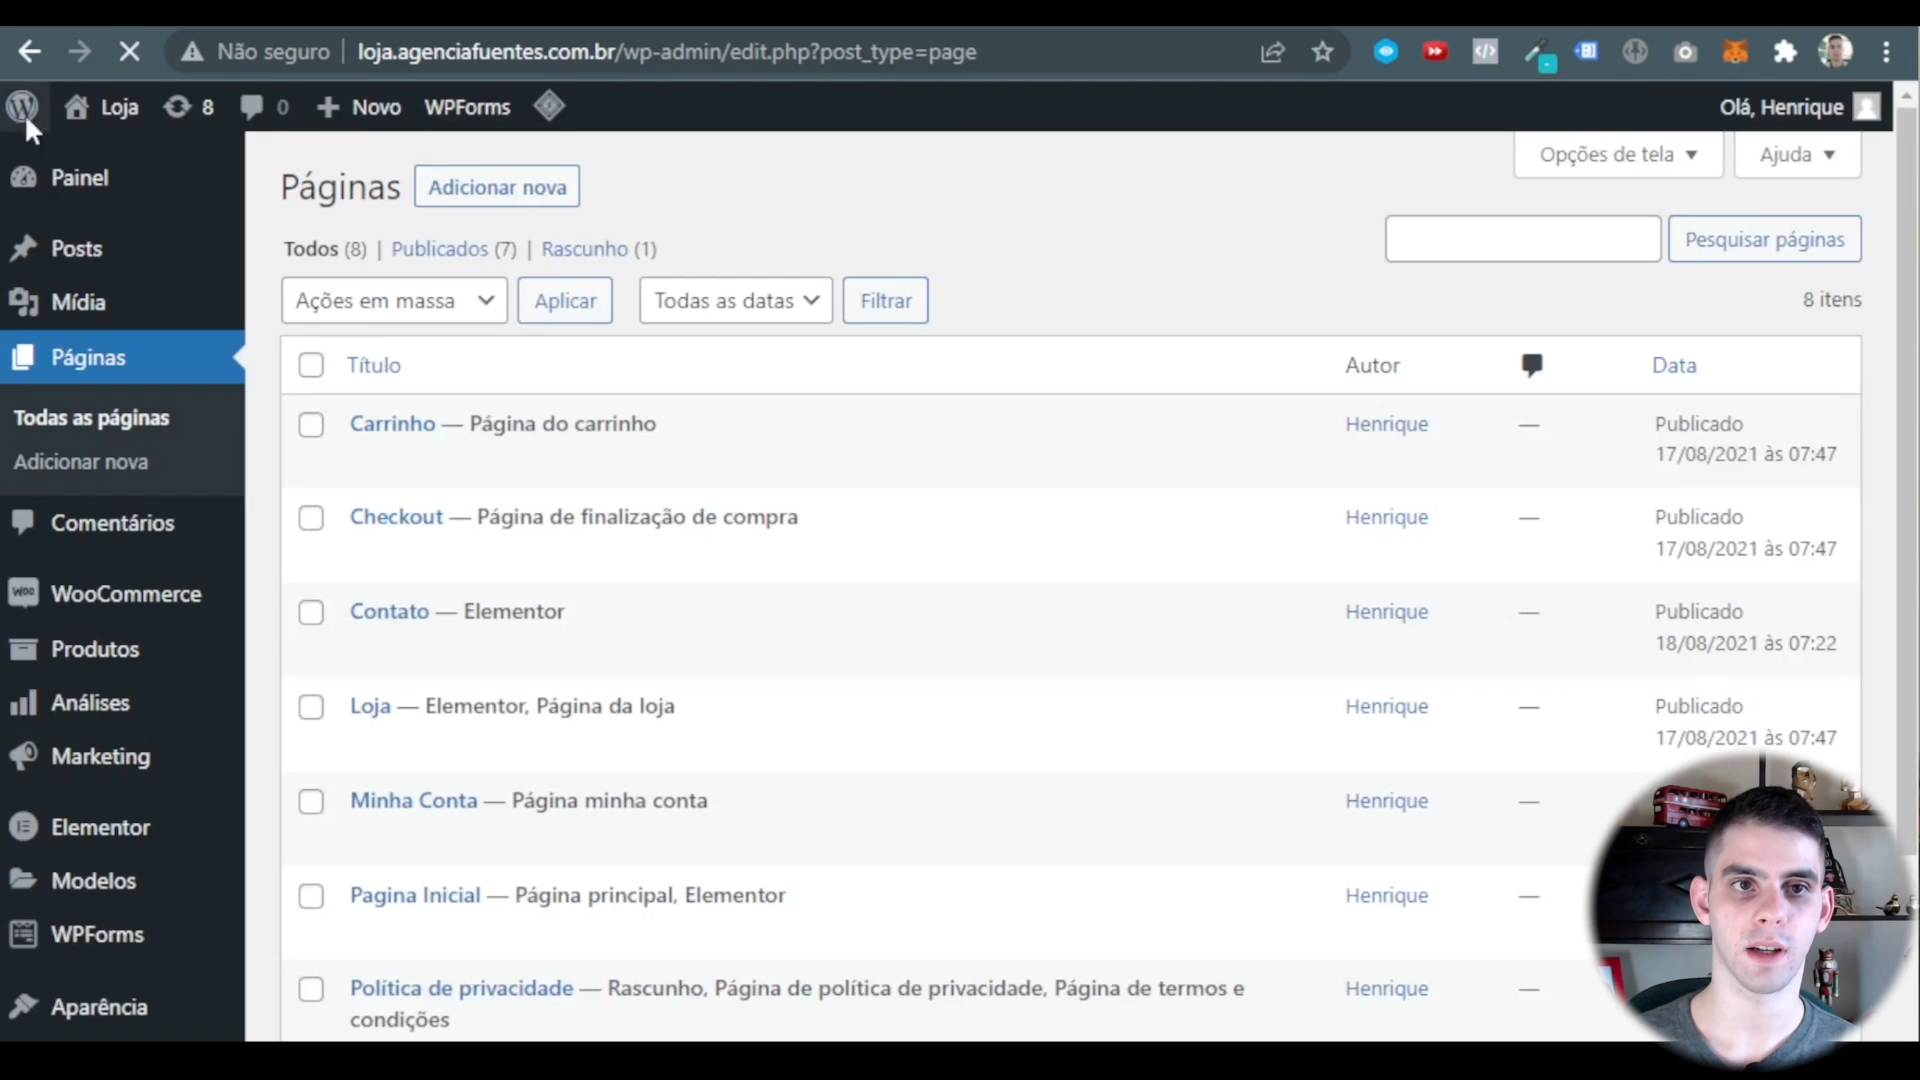 Não seguro | loja.agenciafuentes.com.br/wp-admin/edit.php?post_type=page
Loja 8 0 Novo WPForms
Olá, Henrique
Painel
Posts
Mídia
Páginas
Todas as páginas
Adicionar nova
Comentários
WooCommerce
Produtos
Análises
Marketing
Elementor
Modelos
WPForms
Aparência
Opções de tela
Ajuda
Páginas Adicionar nova
Todos (8) | Publicados (7) | Rascunho (1)
Pesquisar páginas
Ações em massa Aplicar Todas as datas Filtrar
8 itens
Título Autor Data
Carrinho — Página do carrinho Henrique — Publicado
17/08/2021 às 07:47
Checkout — Página de finalização de compra Henrique — Publicado
17/08/2021 às 07:47
Contato — Elementor Henrique — Publicado
18/08/2021 às 07:22
Loja — Elementor, Página da loja Henrique — Publicado
17/08/2021 às 07:47
Minha Conta — Página minha conta Henrique —
Pagina Inicial — Página principal, Elementor Henrique —
Política de privacidade — Rascunho, Página de política de privacidade, Página de termos e Henrique —
condições